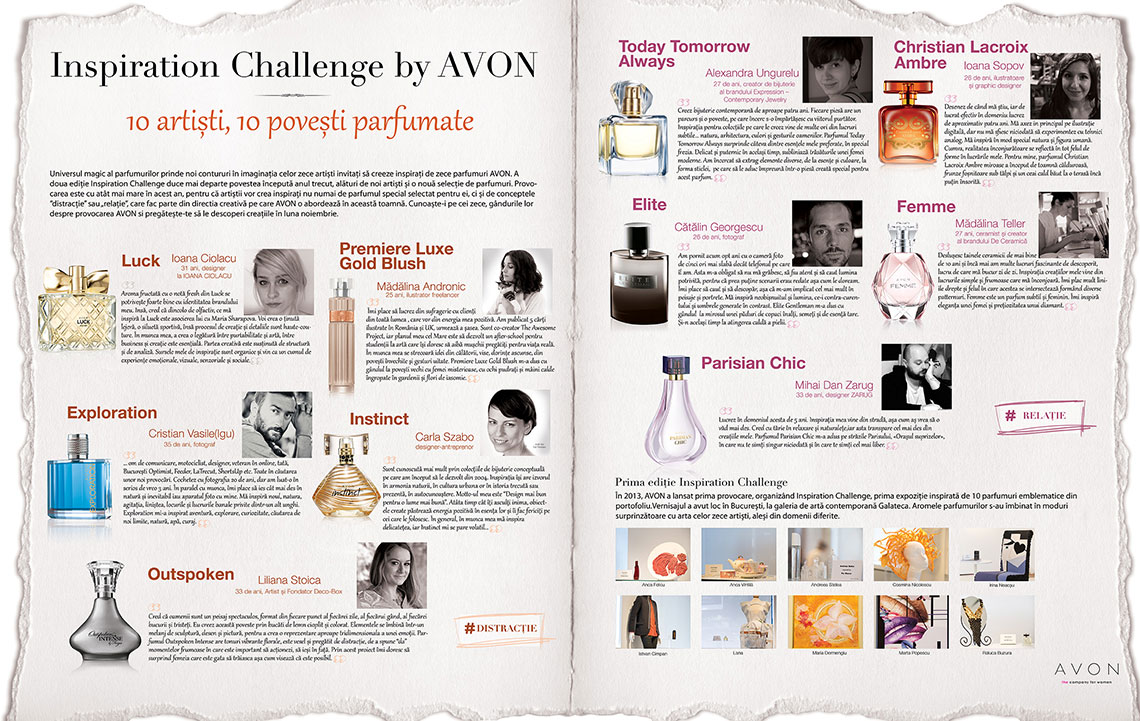 Inspiration Challenge by AVON
10 artiști, 10 povești parfumate
Universul magic al parfumurilor prinde noi contururi în imaginația celor zece artiști invitați să creeze inspirați de zece parfumuri AVON. A
doua ediție Inspiration Challenge duce mai departe povestea începută anul trecut, alături de noi artiști și o nouă selecție de parfumuri. Provo-
carea este cu atât mai mare în acest an, pentru că artiștii vor crea inspirați nu numai de parfumul special selectat pentru ei, ci și de conceptele
"distracție" sau „relație", care fac parte din directia creativă pe care AVON o abordează în această toamnă. Cunoaște-i pe cei zece, gândurile lor
despre provocarea AVON si pregătește-te să le descoperi creațiile în luna noiembrie.
Luck
Ioana Ciolacu
31 ani, designer
la IOANA CIOLACU
Aroma fructată cu o notă fresh din Luck se
potrivește foarte bine cu identitatea brandului
meu. Însă, cred că dincolo de olfactiv, ce mă
inspiră la Luck este asocierea lui cu Maria Sharapova. Voi crea o ținută
lejeră, o siluetă sportivă, însă procesul de creație și detaliile sunt haute-cou-
ture. În munca mea, a crea o legătură între purtabilitate și artă, între
business și creație este esențială. Partea creativă este susținută de structură
și de analiză. Sursele mele de inspirație sunt organice și vin ca un cumul de
experiențe emoționale, vizuale, senzoriale și sociale.
Premiere Luxe
Gold Blush
Mădălina Andronic
25 ani, ilustrator freelancer
Îmi place să lucrez din sufragerie cu clienți
din toată lumea, care vor din energia mea pozitivă. Am publicat 5 cărți
ilustrate în România și UK, urmează a șasea. Sunt co-creator The Awesome
Project, iar planul meu cel Mare este să dezvolt un after-school pentru
studenții la artă care își doresc să aibă mușchii pregătiți pentru viața reală.
În munca mea se strecoară idei din călătorii, vise, dorințe ascunse, din
povești învechite și gesturi uitate. Premiere Luxe Gold Blush m-a dus cu
gândul la povești vechi cu femei misterioase, cu ochi pudrați și mâini calde
îngropate în gardenii și flori de iasomie.
Exploration
Cristian Vasile(Igu)
35 de ani, fotograf
... om de comunicare, motociclist, designer, veteran în online, tată,
București Optimist, Feeder, LaTrecut, ShortsUp etc. Toate în căutarea
unor noi provocări. Cochetez cu fotografia 20 de ani, dar am luat-o în
serios de vreo 5 ani. În paralel cu munca, îmi place să ies cât mai des în
natură și inevitabil iau aparatul foto cu mine. Mă inspiră noul, natura,
agitația, liniștea, locurile și lucrurile banale privite dintr-un alt unghi.
Exploration mi-a inspirat aventură, explorare, curiozitate, căutarea de
noi limite, natură, apă, curaj.
Instinct
Carla Szabo
designer-antreprenor
Sunt cunoscută mai mult prin colecțiile de bijuterie conceptuală
pe care am început să le dezvolt din 2004. Inspirația își are izvorul
în armonia naturii, în cultura urbană or în istoria trecută sau
prezentă, în autocunoaștere. Motto-ul meu este "Design mai bun
pentru o lume mai bună". Atâta timp cât îți asculți inima, obiect-
ele create păstrează energia pozitivă în esența lor și îi fac fericiți pe
cei care le folosesc. În general, în munca mea mă inspiră
delicatețea, iar Instinct mi se pare volatil...
Outspoken
Liliana Stoica
33 de ani, Artist și Fondator Deco-Box
Cred că oamenii sunt un peisaj spectaculos, format din fiecare punct al fiecărei zile, al fiecărui gând, al fiecărei
bucurii și tristeți. Eu creez această poveste prin bucăți de lemn cioplit și colorat. Elementele se îmbină într-un
melanj de sculptură, desen și pictură, pentru a crea o reprezentare aproape tridimensională a unei emoții. Par-
fumul Outspoken Intense are tonuri vibrante florale, este vesel și pregătit de distracție, de a spune "da"
momentelor frumoase în care este important să acționezi, să ieși în față. Prin acest proiect îmi doresc să
surprind femeia care este gata să trăiasca așa cum visează că este posibil.
#DISTRACȚIE
Today Tomorrow
Always
Alexandra Ungurelu
27 de ani, creator de bijuterie
al brandului Expression –
Contemporary Jewelry
Creez bijuterie contemporană de aproape patru ani. Fiecare piesă are un
parcurs și o poveste, pe care încerc s-o împărtășesc cu viitorul purtător.
Inspirația pentru colecțiile pe care le creez vine de multe ori din lucruri
subtile... natura, arhitectura, culori și gesturile oamenilor. Parfumul Today
Tomorrow Always surprinde câteva dintre esențele mele preferate, în special
frezia. Delicat și puternic în același timp, subliniază trăsăturile unei femei
moderne. Am încercat să extrag elemente diverse, de la esențe și culoare, la
forma sticlei, pe care să le aduc împreună într-o piesă creată special pentru
acest parfum.
Christian Lacroix
Ambre
Ioana Sopov
26 de ani, ilustratoare
și graphic designer
Desenez de când mă știu, iar de
lucrat efectiv în domeniu lucrez
de aproximativ patru ani. Mă axez în principal pe ilustrație
digitală, dar nu mă sfiesc niciodată să experimentez cu tehnici
analog. Mă inspiră în mod special natura și figura umană.
Cumva, realitatea înconjurătoare se reflectă în tot felul de
forme în lucrările mele. Pentru mine, parfumul Christian
Lacroix Ambre miroase a început de toamnă călduroasă,
frunze foșnitoare sub tălpi și un ceai cald băut la o terasă încă
puțin însorită.
Elite
Cătălin Georgescu
26 de ani, fotograf
Am pornit acum opt ani cu o cameră foto
de cinci ori mai slabă decât telefonul pe care
îl am. Asta m-a obligat să nu mă grăbesc, să fiu atent și să caut lumina
potrivită, pentru că prea puține scenarii erau redate așa cum le doream.
Îmi place să caut și să descopăr, așa că m-am implicat cel mai mult în
peisaje și portrete. Mă inspiră neobișnuitul și lumina, ce-i contra-curen-
tului și umbrele generate în contrast. Elite Gentleman m-a dus cu
gândul la mirosul unei păduri de copaci înalți, semeți și de esență tare.
Și-n același timp la atingerea caldă a pielii.
Femme
Mădălina Teller
27 ani, ceramist și creator
al brandului De Ceramică
Deslușesc tainele ceramicii de mai bine
de 10 ani și încă mai am multe lucruri fascinante de descoperit,
lucru de care mă bucur zi de zi. Inspirația creațiilor mele vine din
lucrurile simple și frumoase care mă înconjoară. Îmi plac mult lini-
ile drepte și felul în care acestea se intersectează formând diverse
patternuri. Femme este un parfum subtil și feminin. Îmi inspiră
eleganța unei femei și prețiozitatea unui diamant.
Parisian Chic
Mihai Dan Zarug
33 de ani, designer ZARUG
Lucrez în domeniul acesta de 5 ani. Inspirația mea vine din stradă, așa cum aș vrea să o
văd mai des. Creez cu tărie în relaxare și naturalețe,iar asta transpare cel mai des din
creațiile mele. Parfumul Parisian Chic m-a adus pe străzile Parisului, «Orașul surprizelor»,
în care nu te simți singur niciodată și în care te simți cel mai liber.
# RELAȚIE
Prima ediție Inspiration Challenge
În 2013, AVON a lansat prima provocare, organizând Inspiration Challenge, prima expoziție inspirată de 10 parfumuri emblematice din
portofoliu.Vernisajul a avut loc în București, la galeria de artă contemporană Galateca. Aromele parfumurilor s-au îmbinat în moduri
surprinzătoare cu arta celor zece artiști, aleși din domenii diferite.
Anca Fetcu
Anca Vintilă
Andreea Stelea
Cosmina Nicolescu
Irina Neacșu
Istvan Cimpan
Lana
Maria Domengiu
Marta Popescu
Raluca Buzura
AVON
the company for women